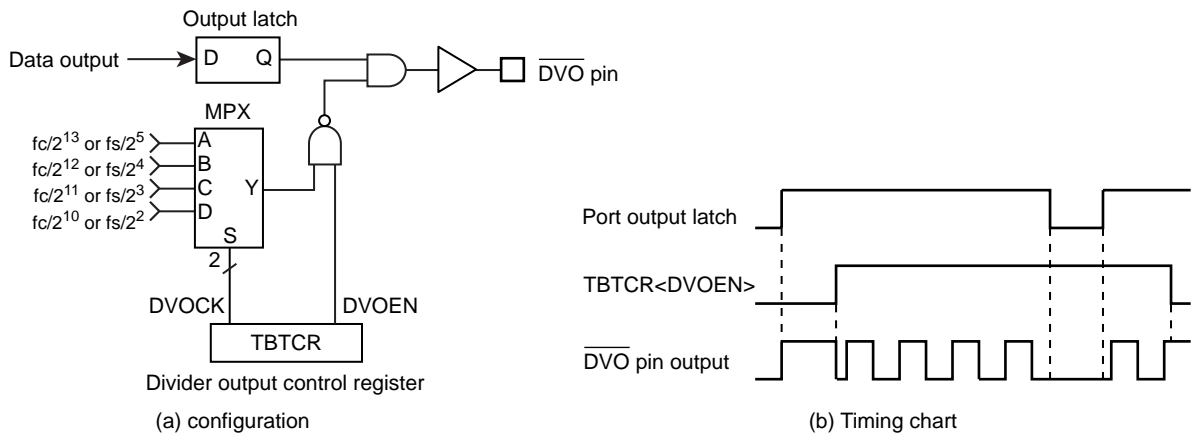 Output latch
Data output
D Q
DVO pin
MPX
fc/2^13 or fs/2^5
fc/2^12 or fs/2^4
fc/2^11 or fs/2^3
fc/2^10 or fs/2^2
A
B
C
D
Y
S
2
DVOCK
DVOEN
TBTCR
Divider output control register
(a) configuration
Port output latch
TBTCR<DVOEN>
DVO pin output
(b) Timing chart